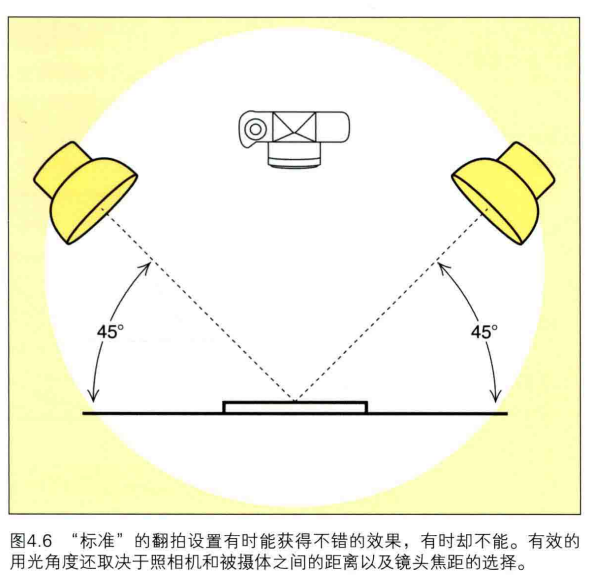 45°
45°
图4.6 “标准”的翻拍设置有时能获得不错的效果，有时却不能。有效的
用光角度还取决于照相机和被摄体之间的距离以及镜头焦距的选择。